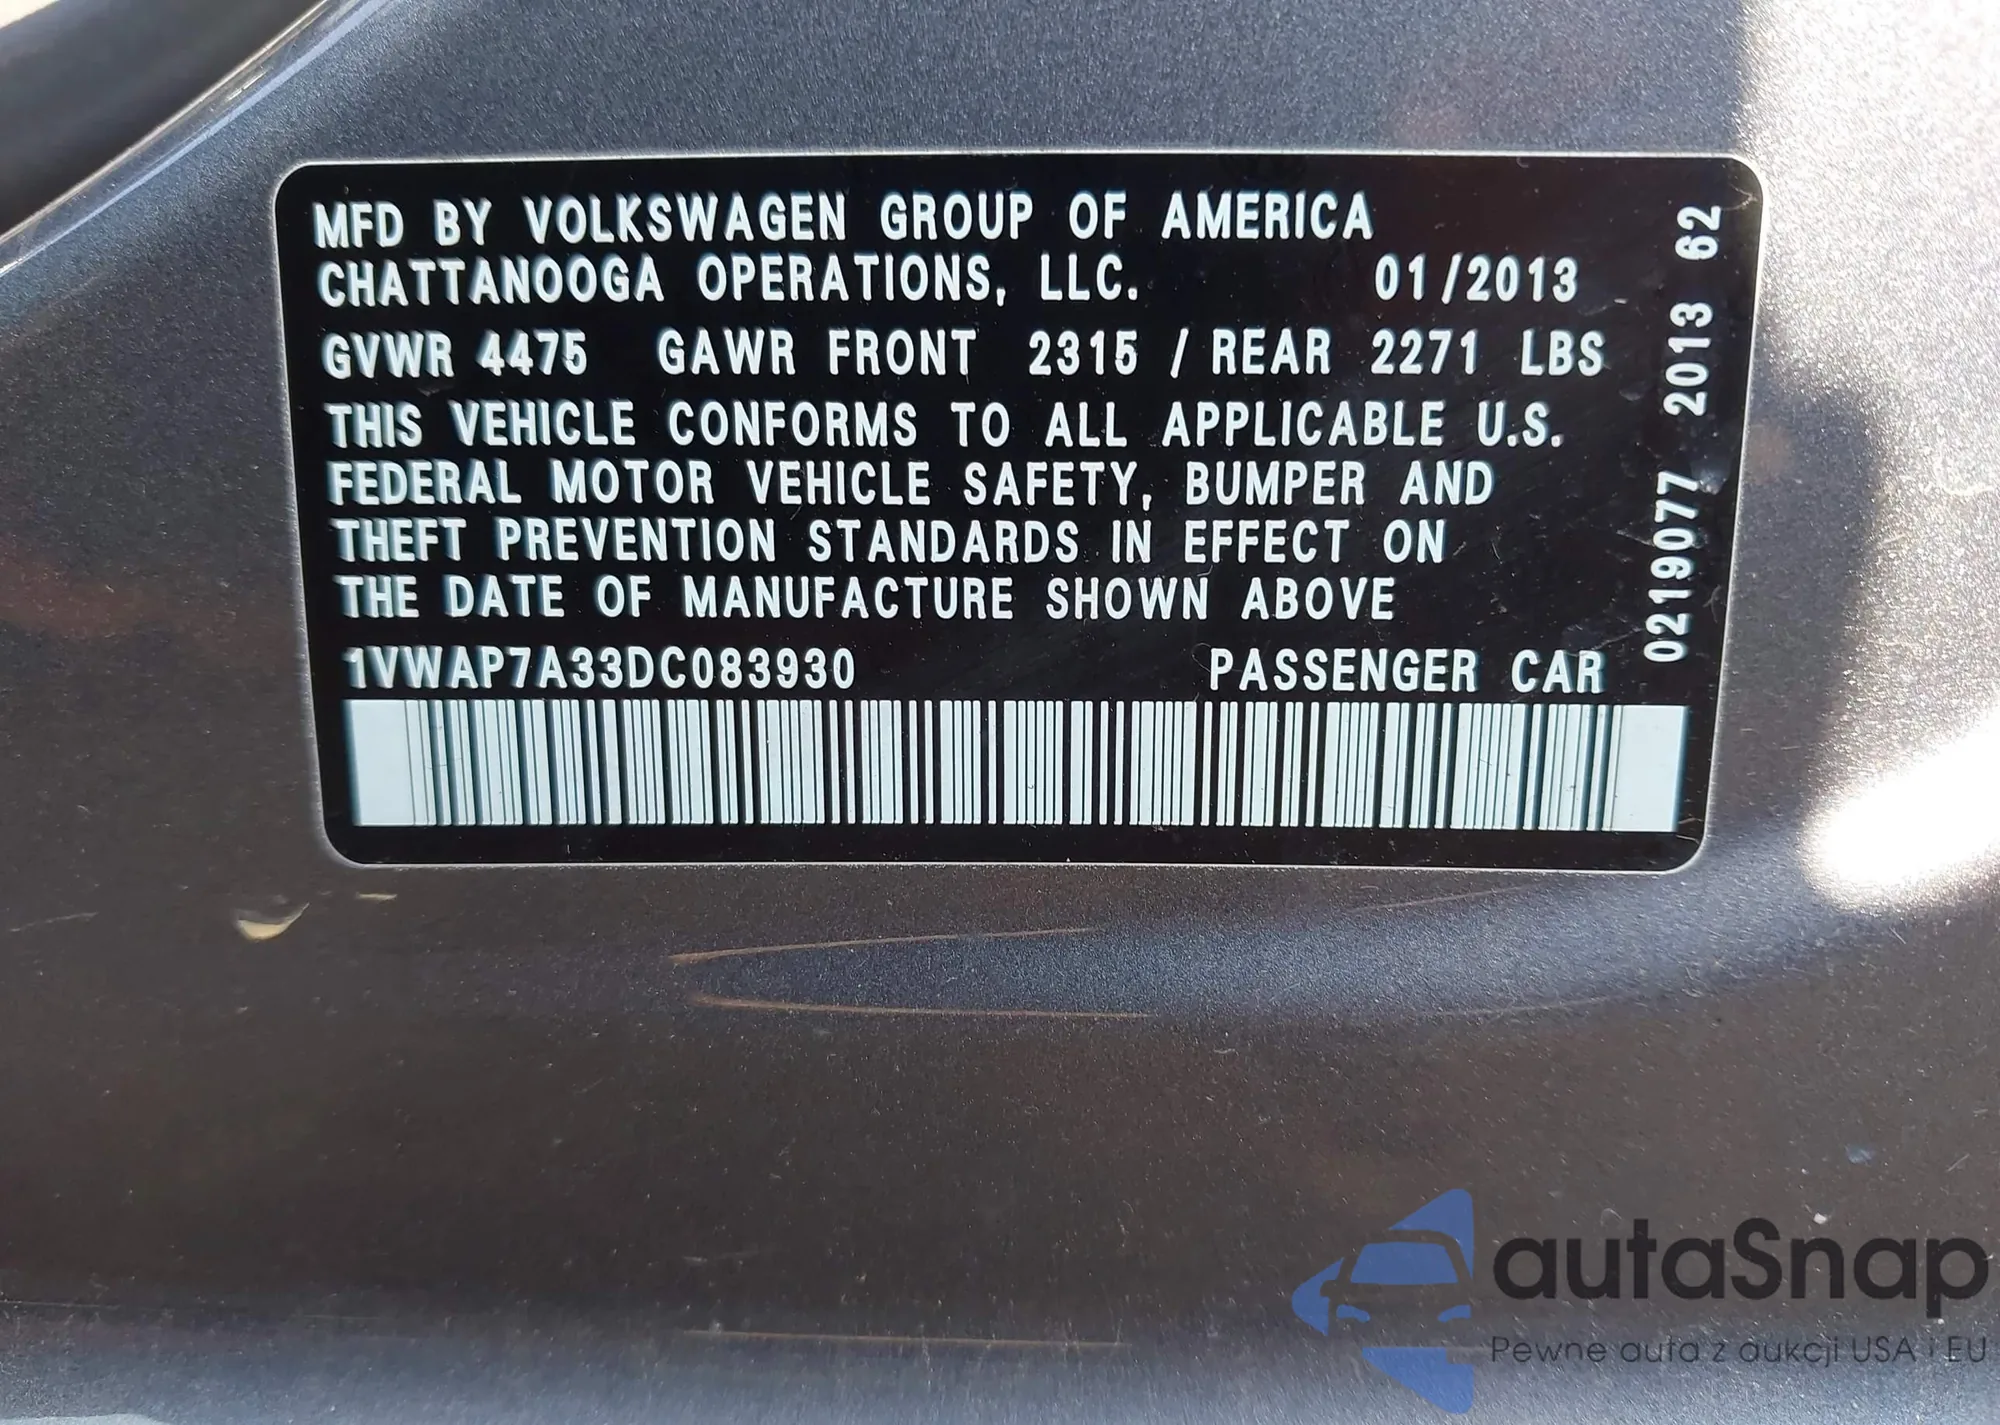 MFD BY VOLKSWAGEN GROUP OF AMERICA
CHATTANOOGA OPERATIONS, LLC. 01/2013
GVWR 4475 GAWR FRONT 2315 / REAR 2271 LBS
THIS VEHICLE CONFORMS TO ALL APPLICABLE U.S.
FEDERAL MOTOR VEHICLE SAFETY, BUMPER AND
THEFT PREVENTION STANDARDS IN EFFECT ON
THE DATE OF MANUFACTURE SHOWN ABOVE
1VWAP7A33DC083930 PASSENGER CAR
0219077 2013 62
autaSnap
Pewne auta z aukcji USA i EU